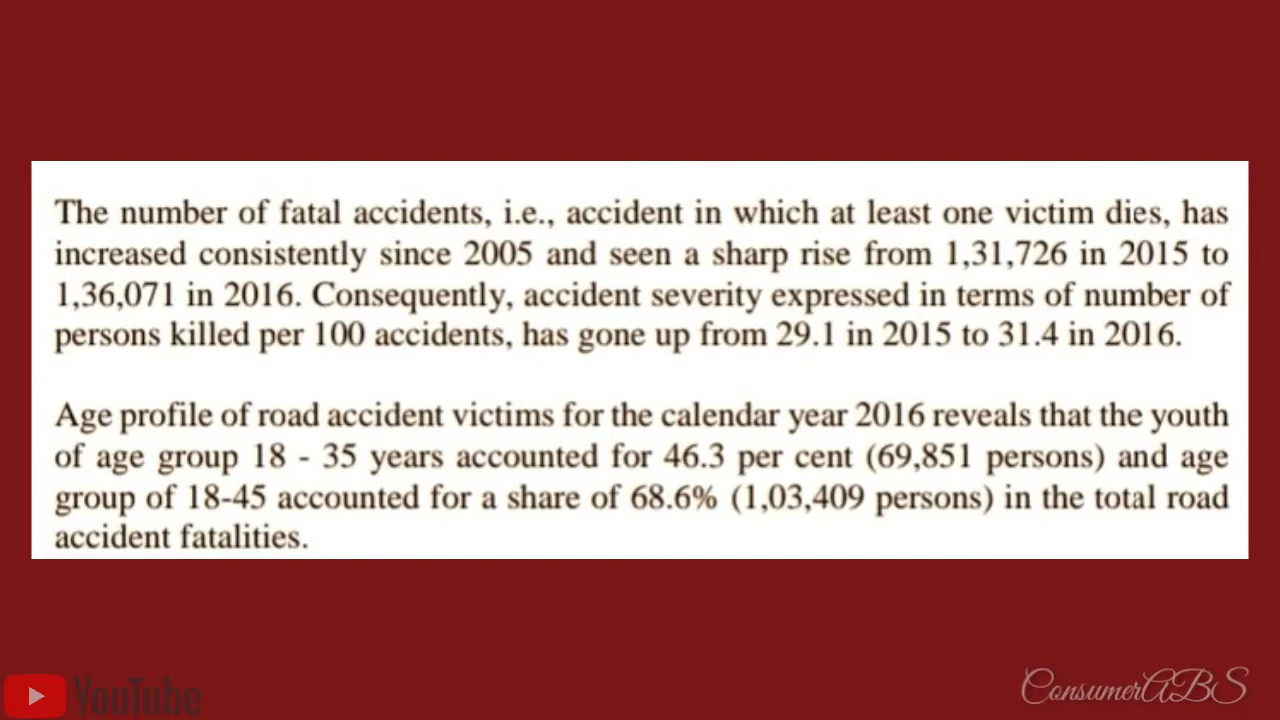 The number of fatal accidents, i.e., accident in which at least one victim dies, has
increased consistently since 2005 and seen a sharp rise from 1,31,726 in 2015 to
1,36,071 in 2016. Consequently, accident severity expressed in terms of number of
persons killed per 100 accidents, has gone up from 29.1 in 2015 to 31.4 in 2016.
Age profile of road accident victims for the calendar year 2016 reveals that the youth
of age group 18 - 35 years accounted for 46.3 per cent (69,851 persons) and age
group of 18-45 accounted for a share of 68.6% (1,03,409 persons) in the total road
accident fatalities.
YouTube
ConsumerABS